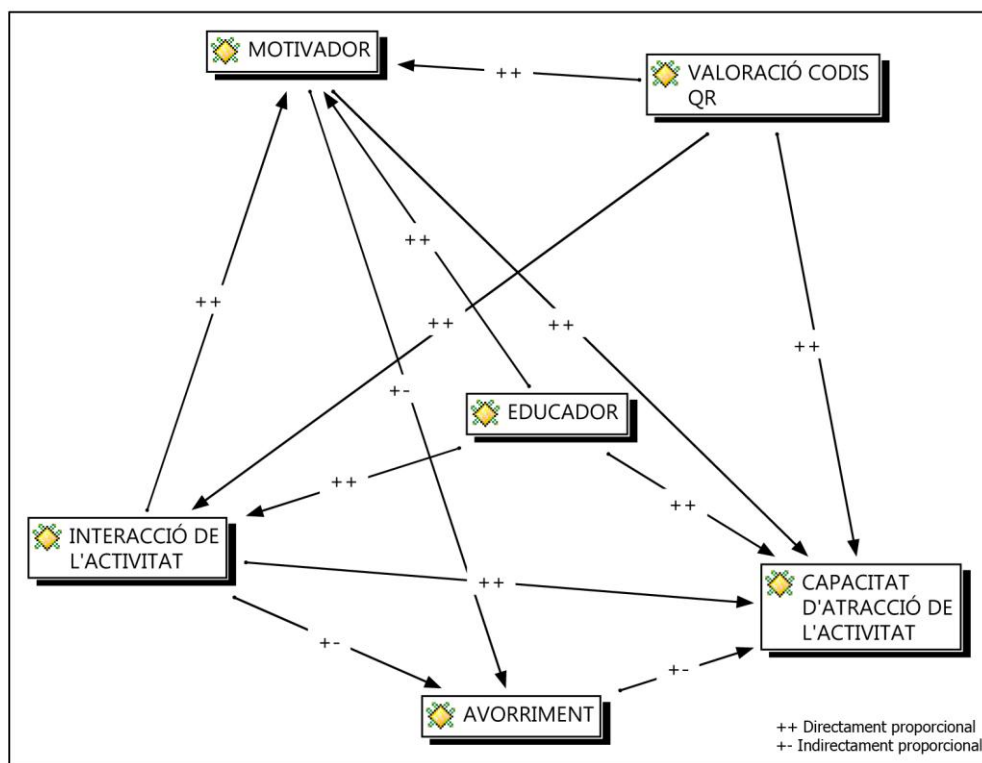 MOTIVADOR
VALORACIÓ CODIS
QR
++
++
++
++
++
++
+-
EDUCADOR
++
++
INTERACCIÓ DE
L'ACTIVITAT
++
CAPACITAT
D'ATRACCIÓ DE
L'ACTIVITAT
+-
+-
AVORRIMENT
++ Directament proporcional
+- Indirectament proporcional